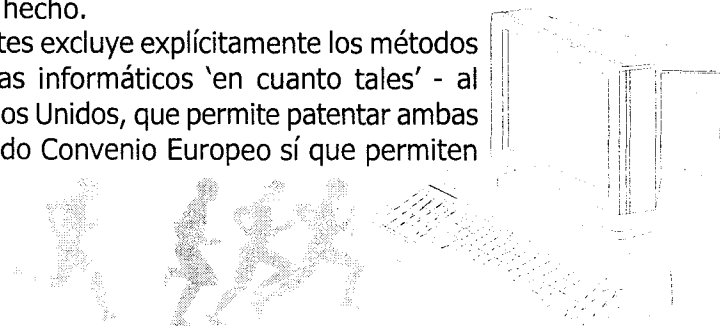 hecho.
tes excluye explícitamente los métodos
as informáticos 'en cuanto tales' - al
os Unidos, que permite patentar ambas
do Convenio Europeo sí que permiten